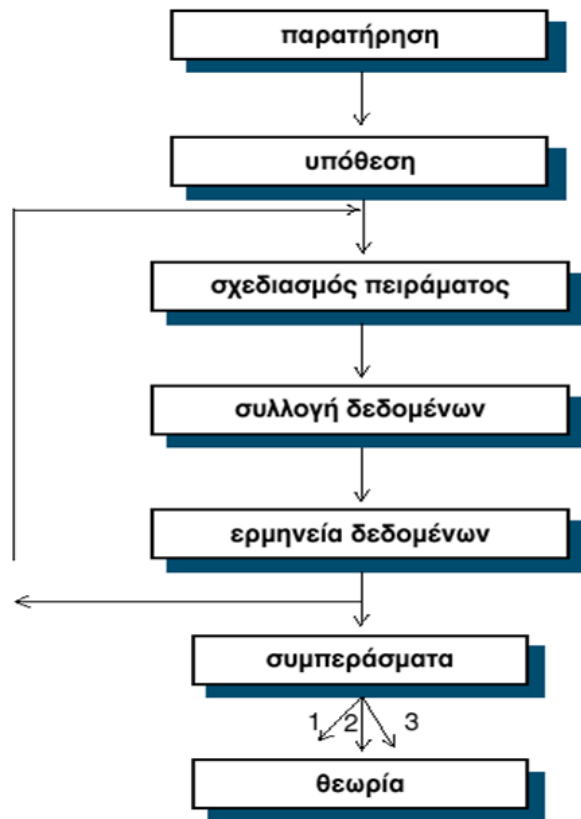 παρατήρηση
υπόθεση
σχεδιασμός πειράματος
συλλογή δεδομένων
ερμηνεία δεδομένων
συμπεράσματα
1 2 3
θεωρία